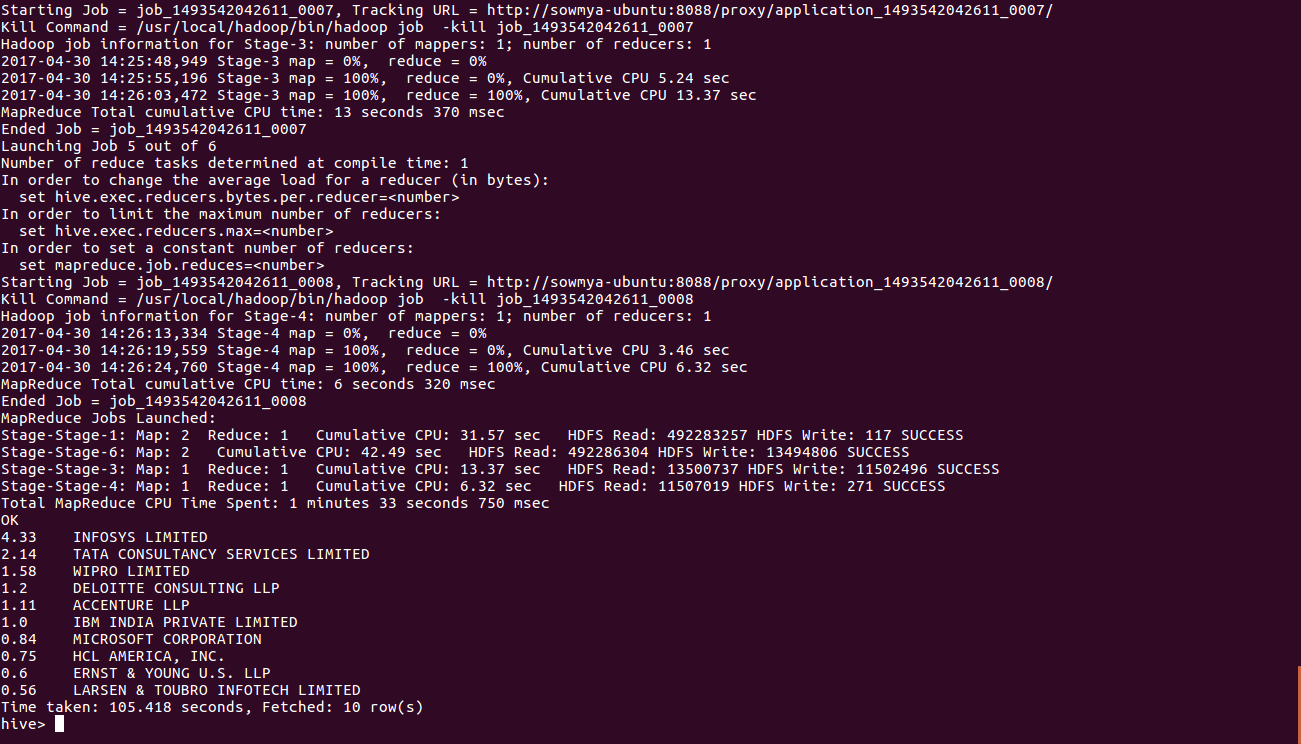 Starting Job = job_1493542042611_0007, Tracking URL = http://sowmya-ubuntu:8088/proxy/application_1493542042611_0007/
Kill Command = /usr/local/hadoop/bin/hadoop job  -kill job_1493542042611_0007
Hadoop job information for Stage-3: number of mappers: 1; number of reducers: 1
2017-04-30 14:25:48,949 Stage-3 map = 0%,  reduce = 0%
2017-04-30 14:25:55,196 Stage-3 map = 100%,  reduce = 0%, Cumulative CPU 5.24 sec
2017-04-30 14:26:03,472 Stage-3 map = 100%,  reduce = 100%, Cumulative CPU 13.37 sec
MapReduce Total cumulative CPU time: 13 seconds 370 msec
Ended Job = job_1493542042611_0007
Launching Job 5 out of 6
Number of reduce tasks determined at compile time: 1
In order to change the average load for a reducer (in bytes):
  set hive.exec.reducers.bytes.per.reducer=<number>
In order to limit the maximum number of reducers:
  set hive.exec.reducers.max=<number>
In order to set a constant number of reducers:
  set mapreduce.job.reduces=<number>
Starting Job = job_1493542042611_0008, Tracking URL = http://sowmya-ubuntu:8088/proxy/application_1493542042611_0008/
Kill Command = /usr/local/hadoop/bin/hadoop job  -kill job_1493542042611_0008
Hadoop job information for Stage-4: number of mappers: 1; number of reducers: 1
2017-04-30 14:26:13,334 Stage-4 map = 0%,  reduce = 0%
2017-04-30 14:26:19,559 Stage-4 map = 100%,  reduce = 0%, Cumulative CPU 3.46 sec
2017-04-30 14:26:24,760 Stage-4 map = 100%,  reduce = 100%, Cumulative CPU 6.32 sec
MapReduce Total cumulative CPU time: 6 seconds 320 msec
Ended Job = job_1493542042611_0008
MapReduce Jobs Launched:
Stage-Stage-1: Map: 2  Reduce: 1   Cumulative CPU: 31.57 sec   HDFS Read: 492283257 HDFS Write: 117 SUCCESS
Stage-Stage-6: Map: 2   Cumulative CPU: 42.49 sec   HDFS Read: 492286304 HDFS Write: 13494806 SUCCESS
Stage-Stage-3: Map: 1  Reduce: 1   Cumulative CPU: 13.37 sec   HDFS Read: 13500737 HDFS Write: 11502496 SUCCESS
Stage-Stage-4: Map: 1  Reduce: 1   Cumulative CPU: 6.32 sec   HDFS Read: 11507019 HDFS Write: 271 SUCCESS
Total MapReduce CPU Time Spent: 1 minutes 33 seconds 750 msec
OK
4.33    INFOSYS LIMITED
2.14    TATA CONSULTANCY SERVICES LIMITED
1.58    WIPRO LIMITED
1.2     DELOITTE CONSULTING LLP
1.11    ACCENTURE LLP
1.0     IBM INDIA PRIVATE LIMITED
0.84    MICROSOFT CORPORATION
0.75    HCL AMERICA, INC.
0.6     ERNST & YOUNG U.S. LLP
0.56    LARSEN & TOUBRO INFOTECH LIMITED
Time taken: 105.418 seconds, Fetched: 10 row(s)
hive>